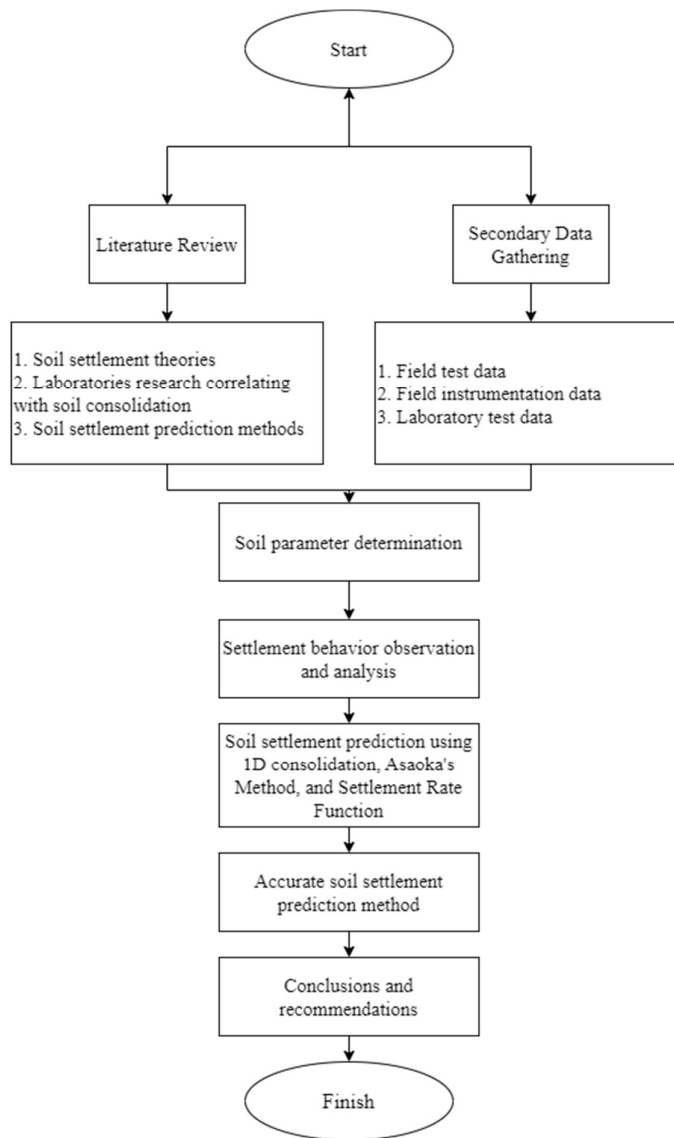 Start
Literature Review
Secondary Data
Gathering
1. Soil settlement theories
2. Laboratories research correlating
with soil consolidation
3. Soil settlement prediction methods
1. Field test data
2. Field instrumentation data
3. Laboratory test data
Soil parameter determination
Settlement behavior observation
and analysis
Soil settlement prediction using
1D consolidation, Asaoka's
Method, and Settlement Rate
Function
Accurate soil settlement
prediction method
Conclusions and
recommendations
Finish